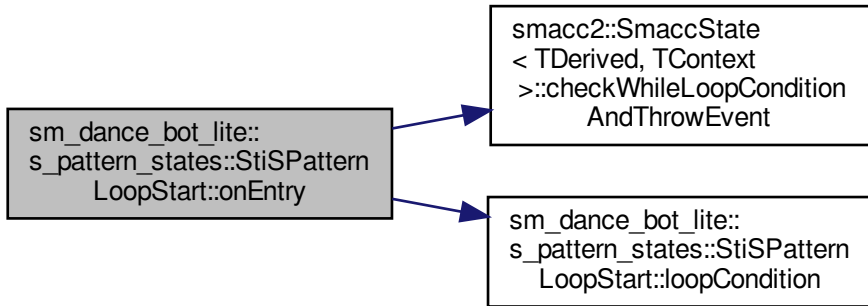 sm_dance_bot_lite::
s_pattern_states::StiSPattern
LoopStart::onEntry
smacc2::SmaccState
< TDerived, TContext
>::checkWhileLoopCondition
AndThrowEvent
sm_dance_bot_lite::
s_pattern_states::StiSPattern
LoopStart::loopCondition